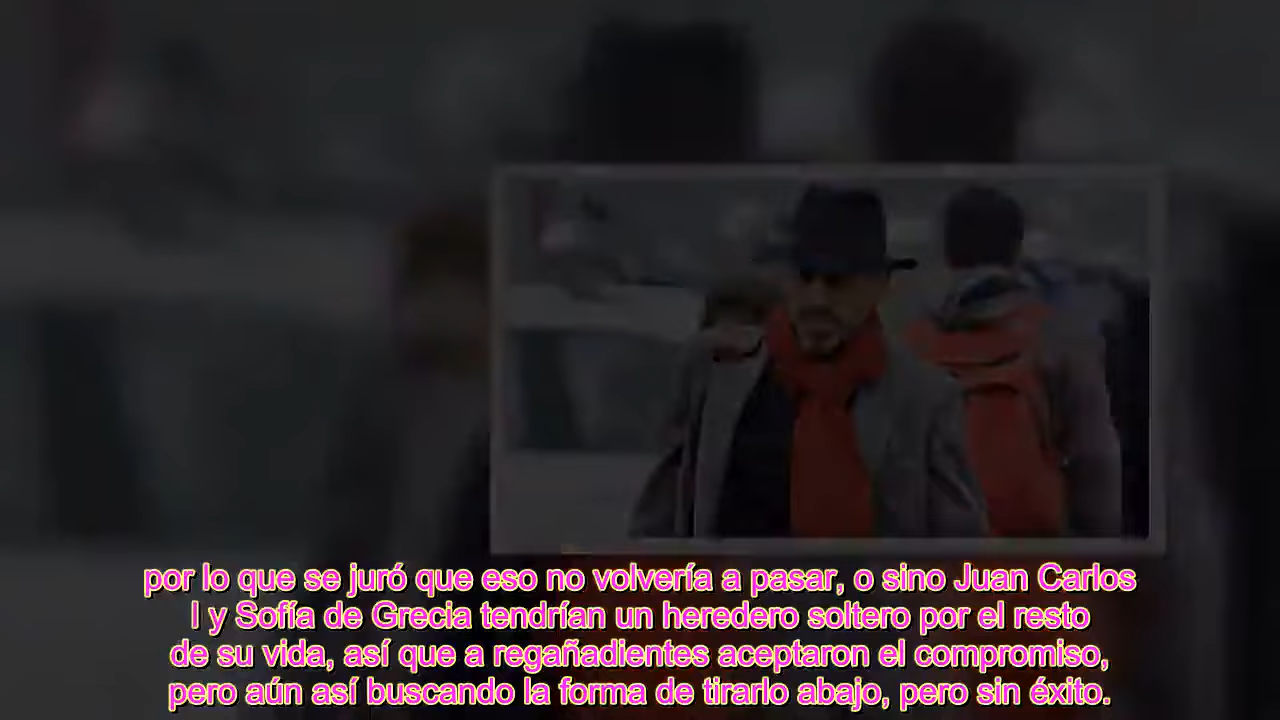 por lo que se juró que eso no volvería a pasar, o sino Juan Carlos
I y Sofía de Grecia tendrían un heredero soltero por el resto
de su vida, así que a regañadientes aceptaron el compromiso,
pero aún así buscando la forma de tirarlo abajo, pero sin éxito.